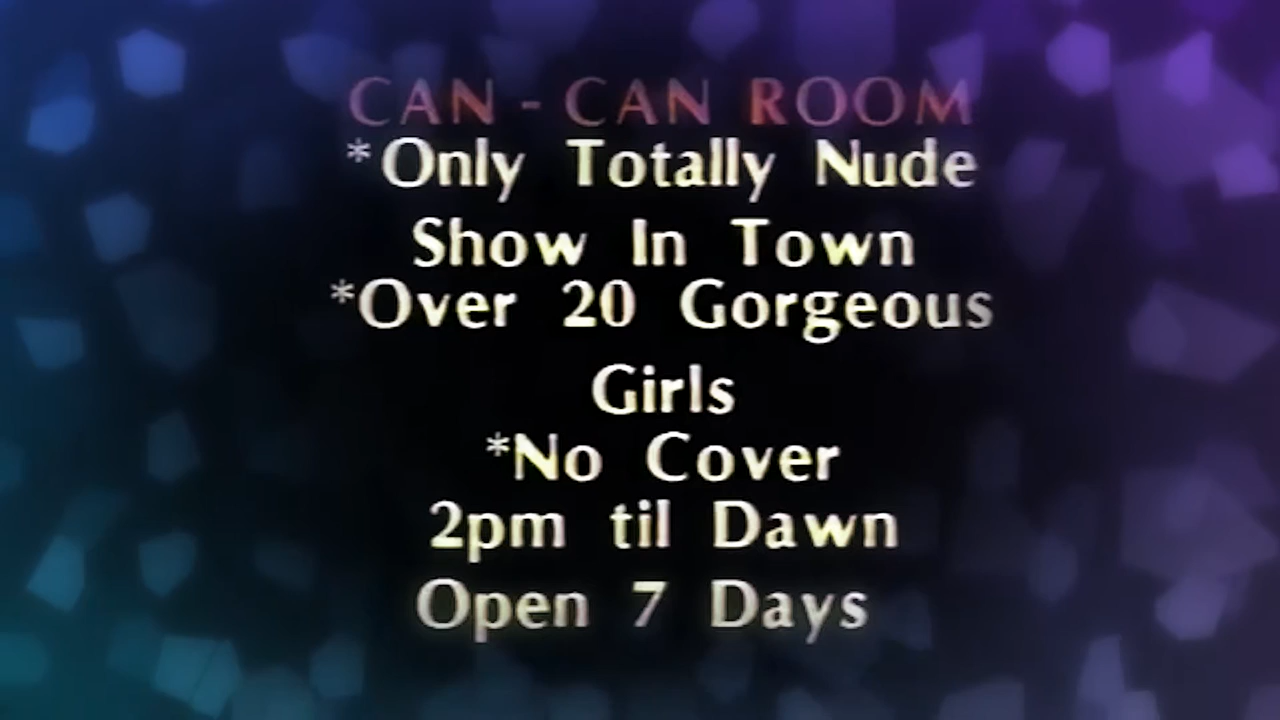 CAN - CAN ROOM
*Only Totally Nude
Show In Town
*Over 20 Gorgeous
Girls
*No Cover
2pm til Dawn
Open 7 Days